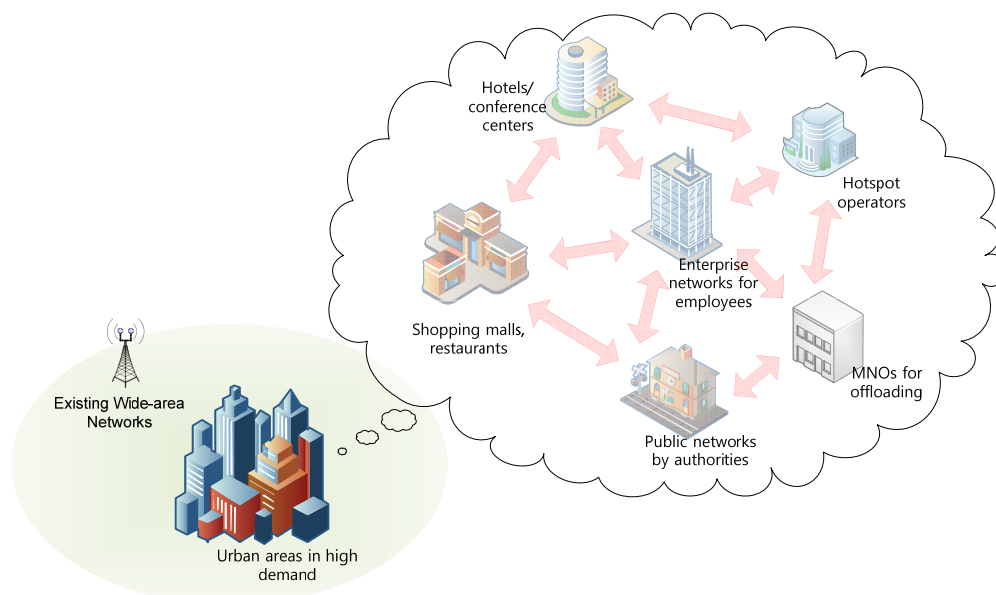 Hotels/
conference
centers
Hotspot
operators
Enterprise
networks for
employees
Shopping malls,
restaurants
MNOs for
offloading
Existing Wide-area
Networks
Public networks
by authorities
Urban areas in high
demand